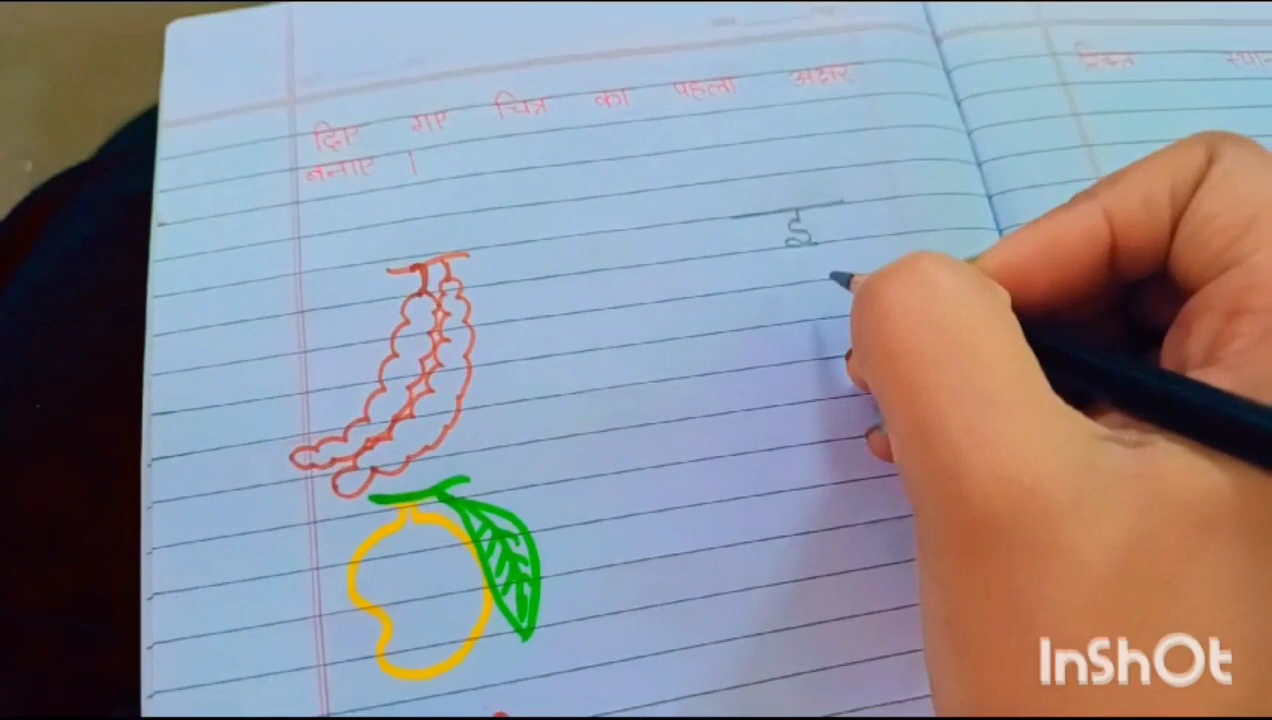 दिए गए चित्र का पहला अक्षर
बनाए ।
इ
रिक्त स्थान
InShOt